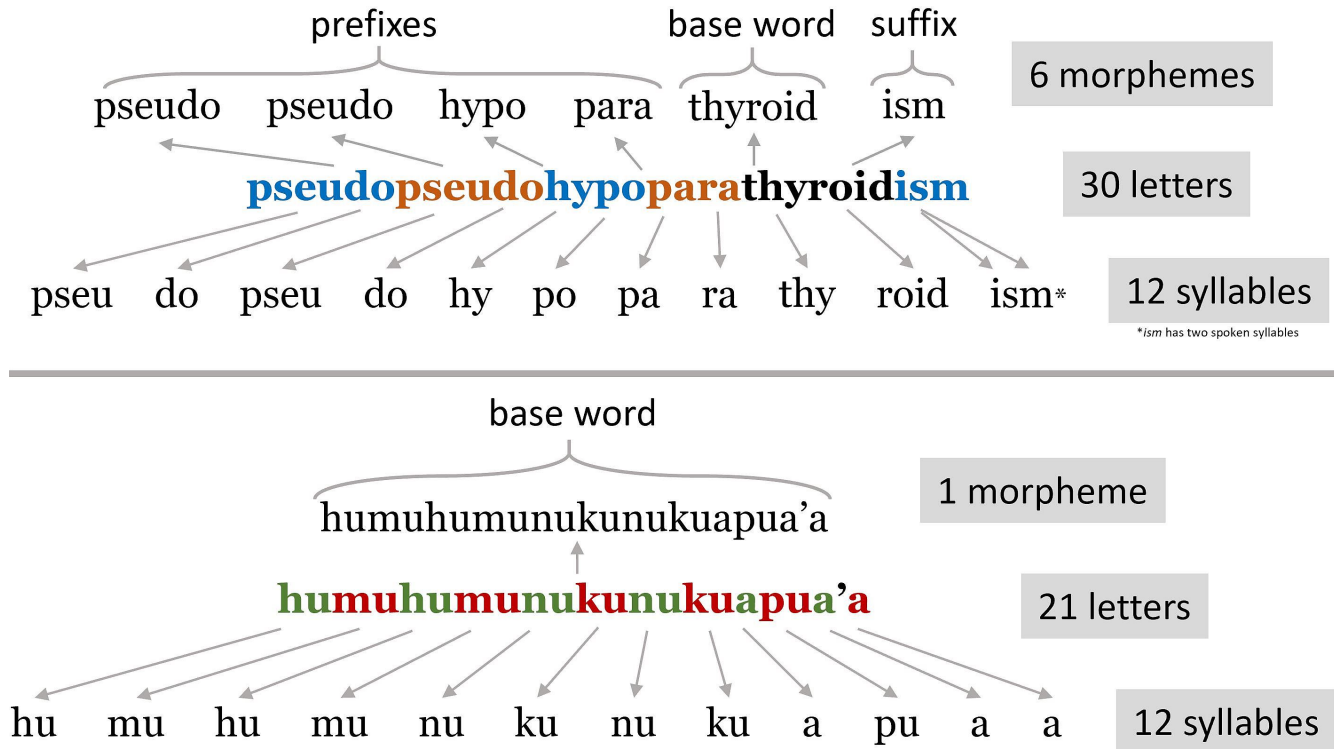 prefixes base word suffix
6 morphemes
pseudo pseudo hypo para thyroid ism
pseudopseudohypoparathyroidism
30 letters
pseu do pseu do hy po pa ra thy roid ism*
12 syllables
*ism has two spoken syllables
base word
1 morpheme
humuhumunukunukuapua’a
humuhumunukunukuapua’a
21 letters
hu mu hu mu nu ku nu ku a pu a a
12 syllables